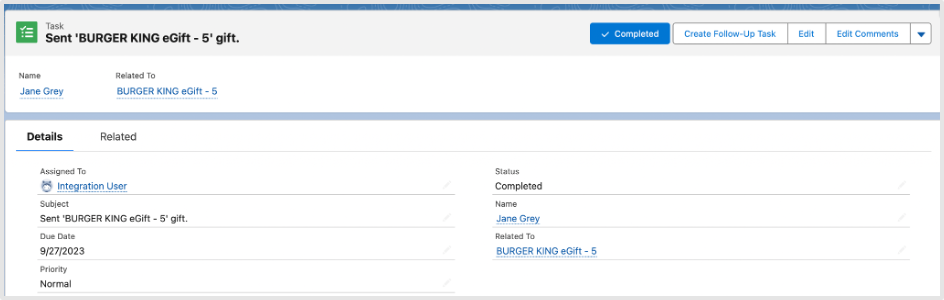 Task
Sent 'BURGER KING eGift - 5' gift.
Completed
Create Follow-Up Task
Edit
Edit Comments
Name
Related To
Jane Grey
BURGER KING eGift - 5
Details
Related
Assigned To
Integration User
Subject
Sent 'BURGER KING eGift - 5' gift.
Due Date
9/27/2023
Priority
Normal
Status
Completed
Name
Jane Grey
Related To
BURGER KING eGift - 5